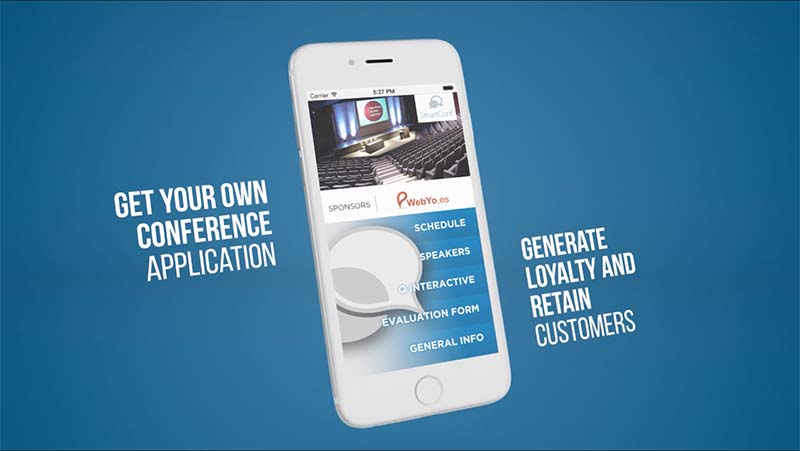 GET YOUR OWN
CONFERENCE
APPLICATION
Carrier
5:27 PM
SmartConf
SPONSORS
WebYo.es
SCHEDULE
SPEAKERS
Q INTERACTIVE
EVALUATION FORM
GENERAL INFO
GENERATE
LOYALTY AND
RETAIN
CUSTOMERS